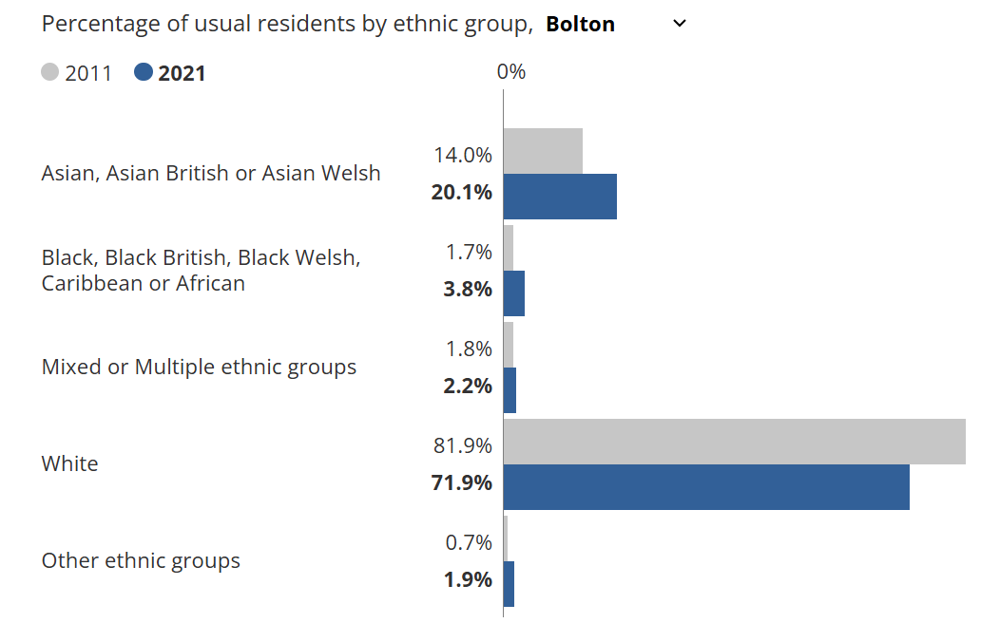 Percentage of usual residents by ethnic group, Bolton
2011 2021
0%
Asian, Asian British or Asian Welsh
14.0%
20.1%
Black, Black British, Black Welsh,
Caribbean or African
1.7%
3.8%
Mixed or Multiple ethnic groups
1.8%
2.2%
White
81.9%
71.9%
Other ethnic groups
0.7%
1.9%